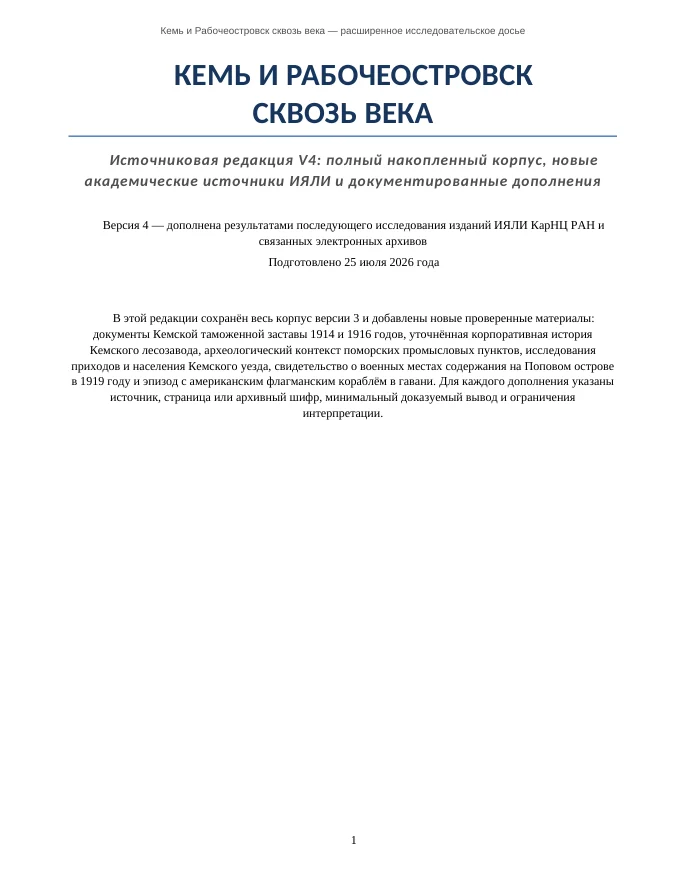 Кемь и Рабочеостровск сквозь века — расширенное исследовательское досье
КЕМЬ И РАБОЧЕОСТРОВСК
СКВОЗЬ ВЕКА
Источниковая редакция V4: полный накопленный корпус, новые
академические источники ИЯЛИ и документированные дополнения
Версия 4 — дополнена результатами последующего исследования изданий ИЯЛИ КарНЦ РАН и
связанных электронных архивов
Подготовлено 25 июля 2026 года
В этой редакции сохранён весь корпус версии 3 и добавлены новые проверенные материалы:
документы Кемской таможенной заставы 1914 и 1916 годов, уточнённая корпоративная история
Кемского лесозавода, археологический контекст поморских промысловых пунктов, исследования
приходов и населения Кемского уезда, свидетельство о военных местах содержания на Поповом острове
в 1919 году и эпизод с американским флагманским кораблём в гавани. Для каждого дополнения указаны
источник, страница или архивный шифр, минимальный доказуемый вывод и ограничения
интерпретации.
1